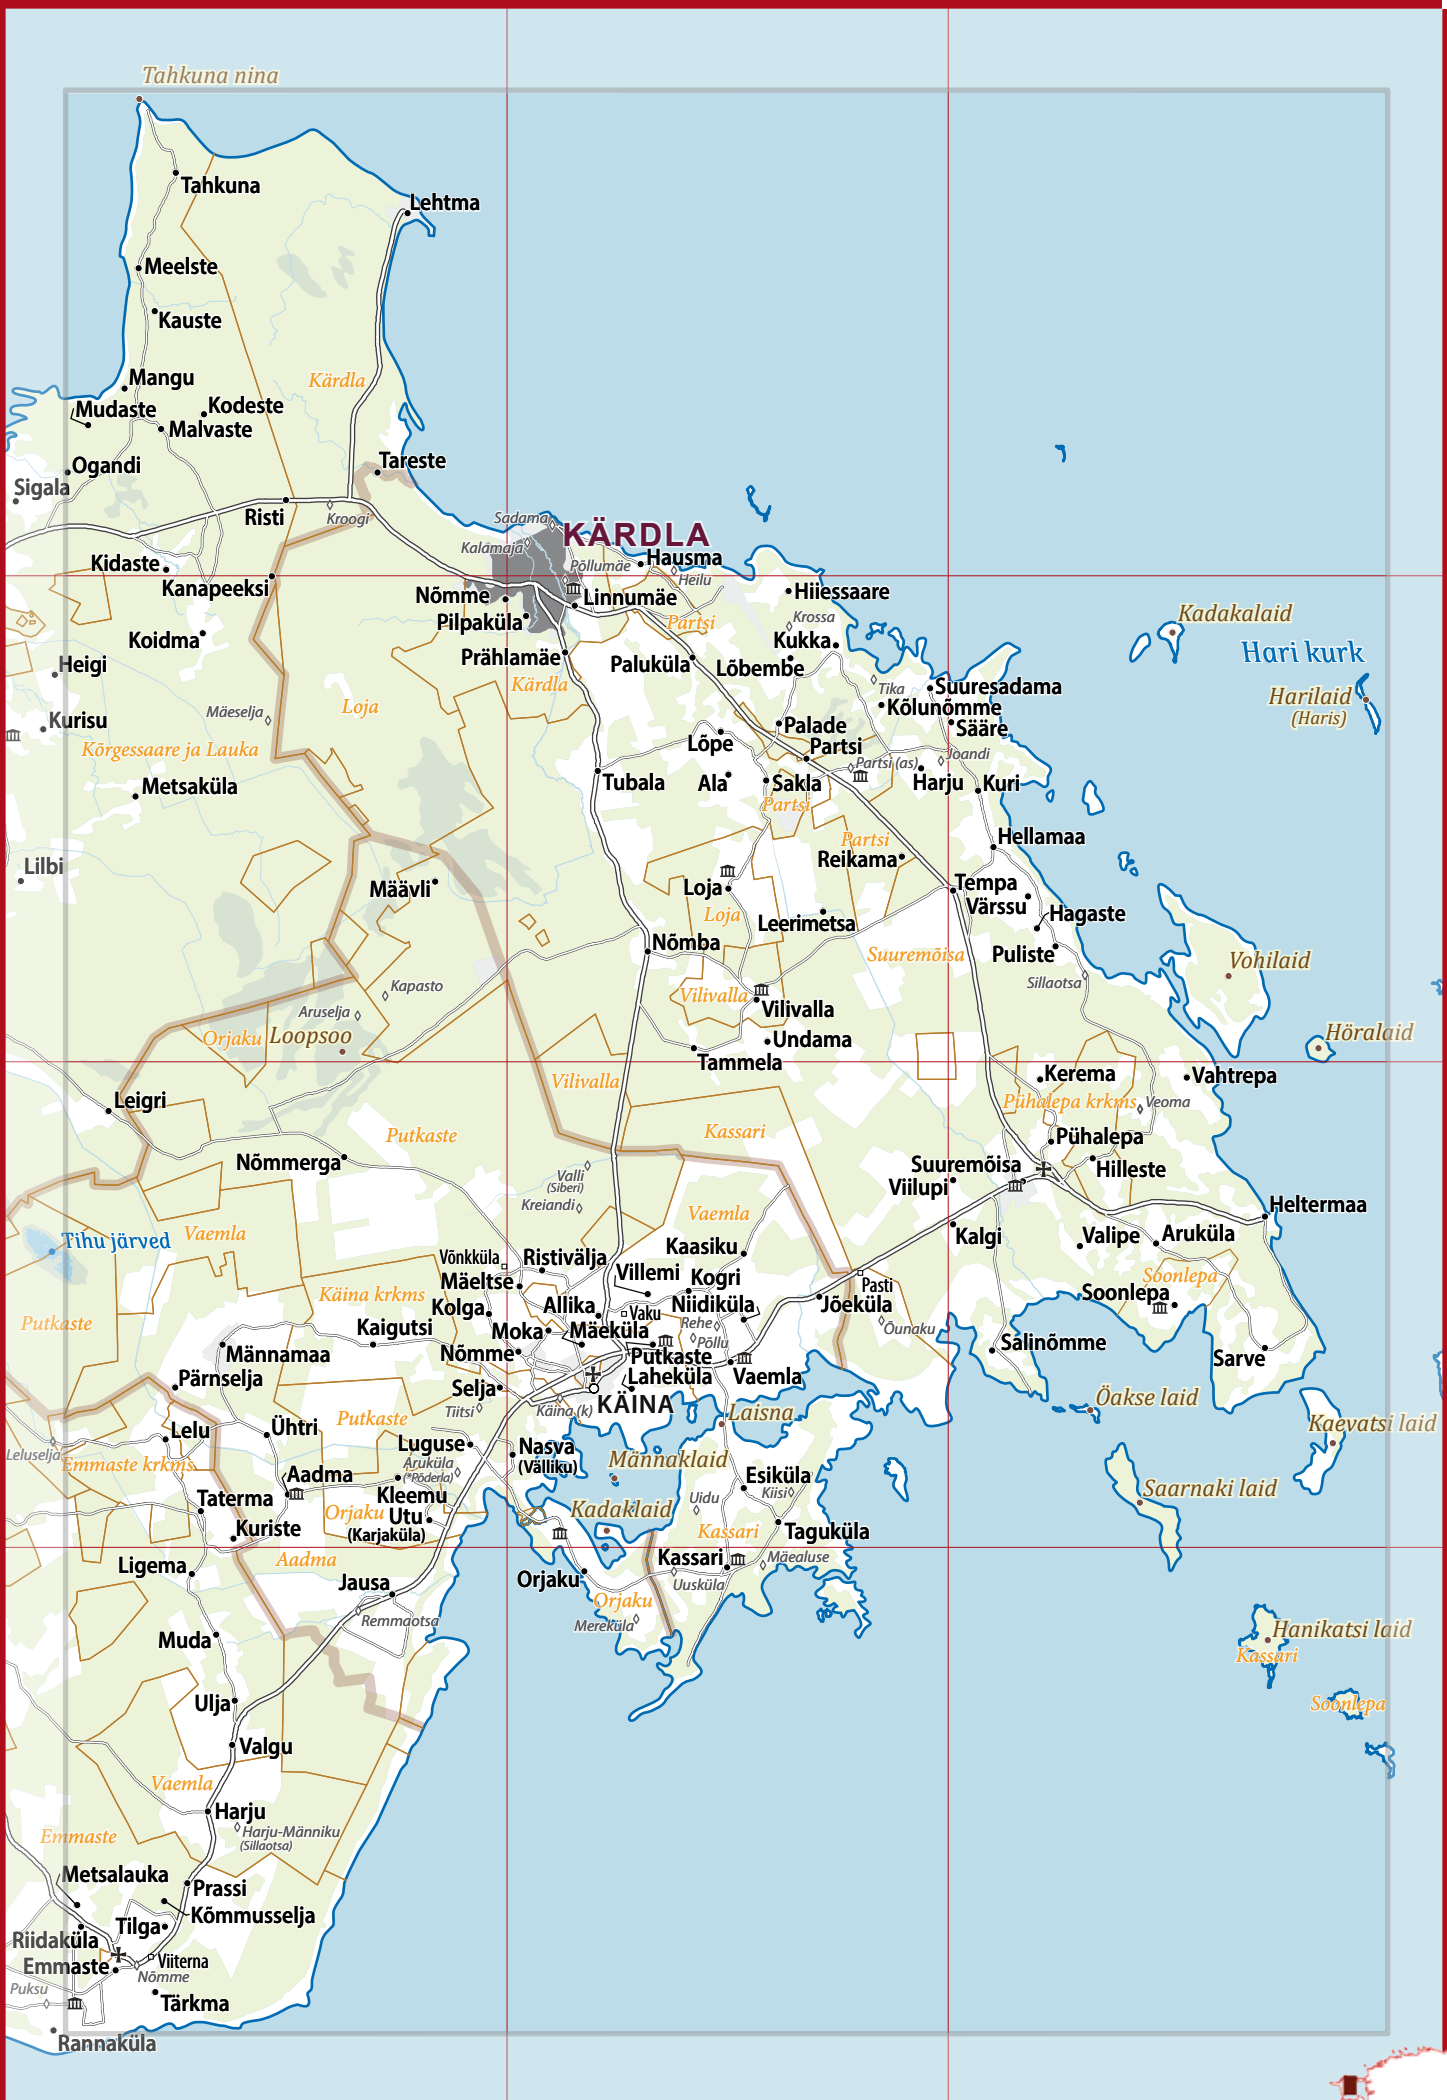 Tahkuna nina
Tahkuna
Lehtma
Meelste
Kauste
Mangu
Kärdla
Mudaste
Kodeste
Malvaste
Ogandi
Tareste
Sigala
Risti
Kroogi
Sadama
KÄRDLA
Kalamaja
Hausma
Kidaste
Põllumäe
Heilu
Kanapeeksi
Nõmme
Linnumäe
Hiiessaare
Pilpaküla
Partsi
Krossa
Kadakalaid
Koidma
Kukka
Hari kurk
Heigi
Prählamäe
Paluküla
Lõbembe
Kärdla
Tika
Suuresadama
Harilaid
(Haris)
Loja
Kõlunõmme
Mäeselja
Kurisu
Sääre
Palade
Kõrgessaare ja Lauka
Lõpe
Partsi
Joandi
Partsi (as)
Metsaküla
Tubala
Ala
Sakla
Harju
Kuri
Partsi
Hellamaa
Partsi
Reikama
Lilbi
Määvli
Loja
Tempa
Värssu
Loja
Leerimetsa
Hagaste
Nõmba
Suuremõisa
Puliste
Vohilaid
Kapasto
Sillaotsa
Vilivalla
Aruselja
Vilivalla
Orjaku
Loopsoo
Undama
Höralaid
Tammela
Vilivalla
Kerema
Vahtrepa
Leigri
Pühalepa krkms
Veoma
Putkaste
Kassari
Pühalepa
Nõmmerga
Suuremõisa
Hilleste
Valli
(Siberi)
Viilupi
Kreiandi
Heltermaa
Vaemla
Vaemla
Tihu järved
Kalgi
Valipe
Aruküla
Kaasiku
Võnkküla
Ristivälja
Villemi
Kogri
Soonlepa
Mäeltse
Pasti
Käina krkms
Soonlepa
Kolga
Allika
Vaku
Niidiküla
Jõeküla
Putkaste
Kaigutsi
Moka
Mäeküla
Rehe
Põllu
Õunaku
Salinõmme
Männamaa
Nõmme
Putkaste
Sarve
Pärnselja
Selja
Laheküla
Vaemla
Tiitsi
Käina (k)
KÄINA
Öakse laid
Putkaste
Laisna
Kaevatsi laid
Lelu
Ühtri
Luguse
Nasva
(Välliku)
Leluselja
Emmaste krkms
Aruküla
(*Põderla)
Männaklaid
Aadma
Esiküla
Kiisi
Saarnaki laid
Taterma
Kleemu
Uidu
Orjaku
Utu
(Karjaküla)
Kadaklaid
Kassari
Taguküla
Kuriste
Aadma
Kassari
Mäealuse
Ligema
Jausa
Orjaku
Uusküla
Orjaku
Remmaotsa
Mereküla
Muda
Hanikatsi laid
Kassari
Ulja
Soonlepa
Valgu
Vaemla
Harju
Emmaste
Harju-Männiku
(Sillaotsa)
Metsalauka
Prassi
Kõmmusselja
Tilga
Riidaküla
Viiterna
Emmaste
Nõmme
Puksu
Tärkma
Rannaküla